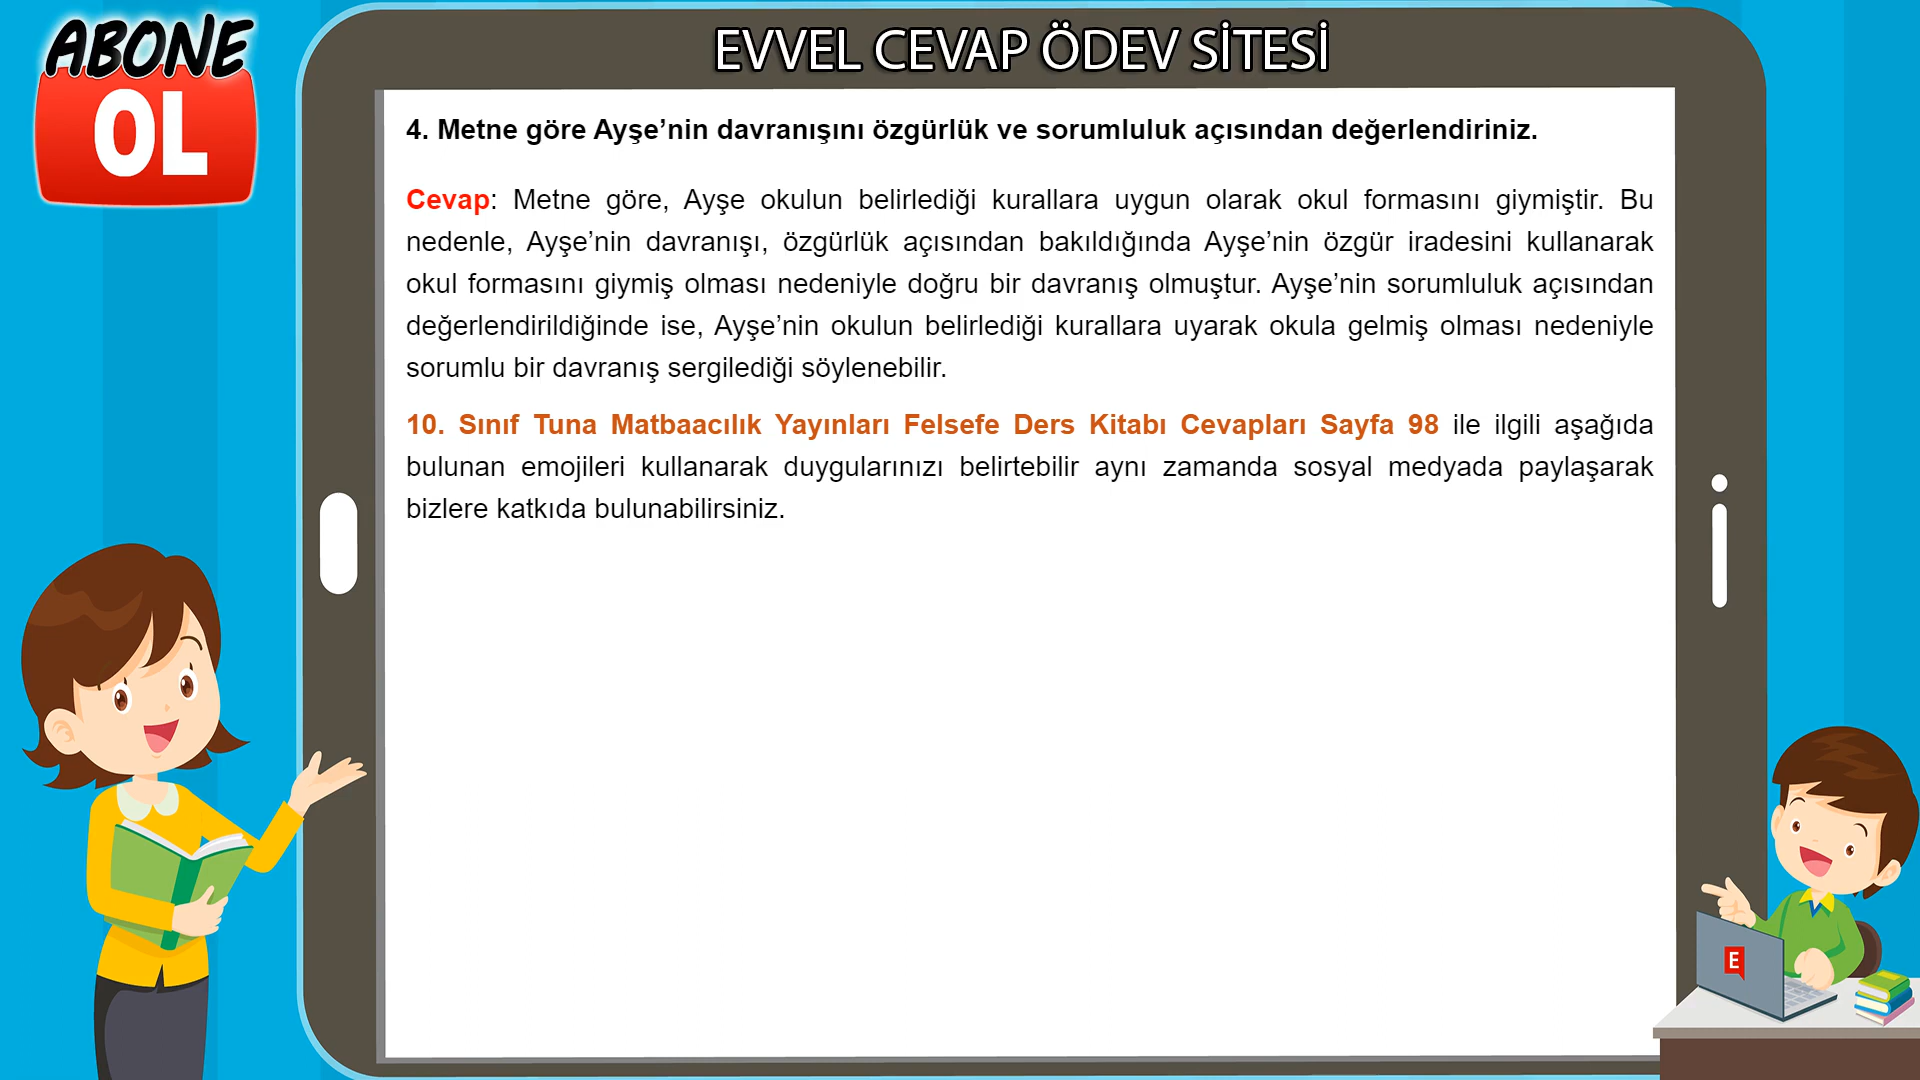 ABONE
OL
EVVEL CEVAP ÖDEV SİTESİ
4. Metne göre Ayşe’nin davranışını özgürlük ve sorumluluk açısından değerlendiriniz.
Cevap: Metne göre, Ayşe okulun belirlediği kurallara uygun olarak okul formasını giymiştir. Bu
nedenle, Ayşe’nin davranışı, özgürlük açısından bakıldığında Ayşe’nin özgür iradesini kullanarak
okul formasını giymiş olması nedeniyle doğru bir davranış olmuştur. Ayşe’nin sorumluluk açısından
değerlendirildiğinde ise, Ayşe’nin okulun belirlediği kurallara uyarak okula gelmiş olması nedeniyle
sorumlu bir davranış sergilediği söylenebilir.
10. Sınıf Tuna Matbaacılık Yayınları Felsefe Ders Kitabı Cevapları Sayfa 98 ile ilgili aşağıda
bulunan emojileri kullanarak duygularınızı belirtebilir aynı zamanda sosyal medyada paylaşarak
bizlere katkıda bulunabilirsiniz.
E